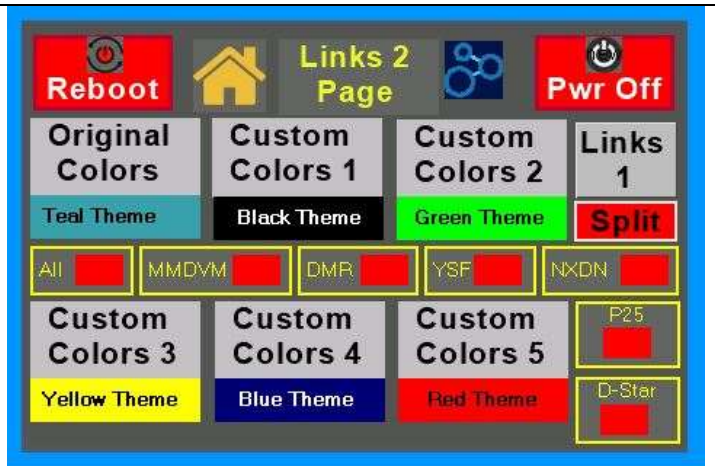 Reboot
Links 2
Page
Pwr Off
Original
Colors
Custom
Colors 1
Custom
Colors 2
Links
1
Teal Theme
Black Theme
Green Theme
Split
All
MMDVM
DMR
YSF
NXDN
Custom
Colors 3
Custom
Colors 4
Custom
Colors 5
P25
Yellow Theme
Blue Theme
Red Theme
D-Star